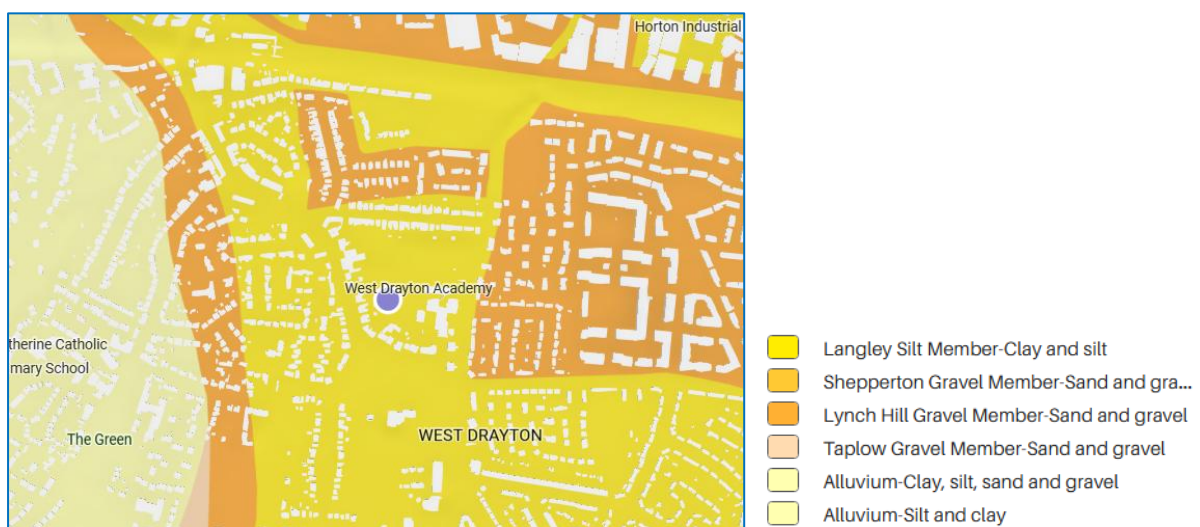 Horton Industrial
West Drayton Academy
therine Catholic
mary School
The Green
WEST DRAYTON
Langley Silt Member-Clay and silt
Shepperton Gravel Member-Sand and gra...
Lynch Hill Gravel Member-Sand and gravel
Taplow Gravel Member-Sand and gravel
Alluvium-Clay, silt, sand and gravel
Alluvium-Silt and clay